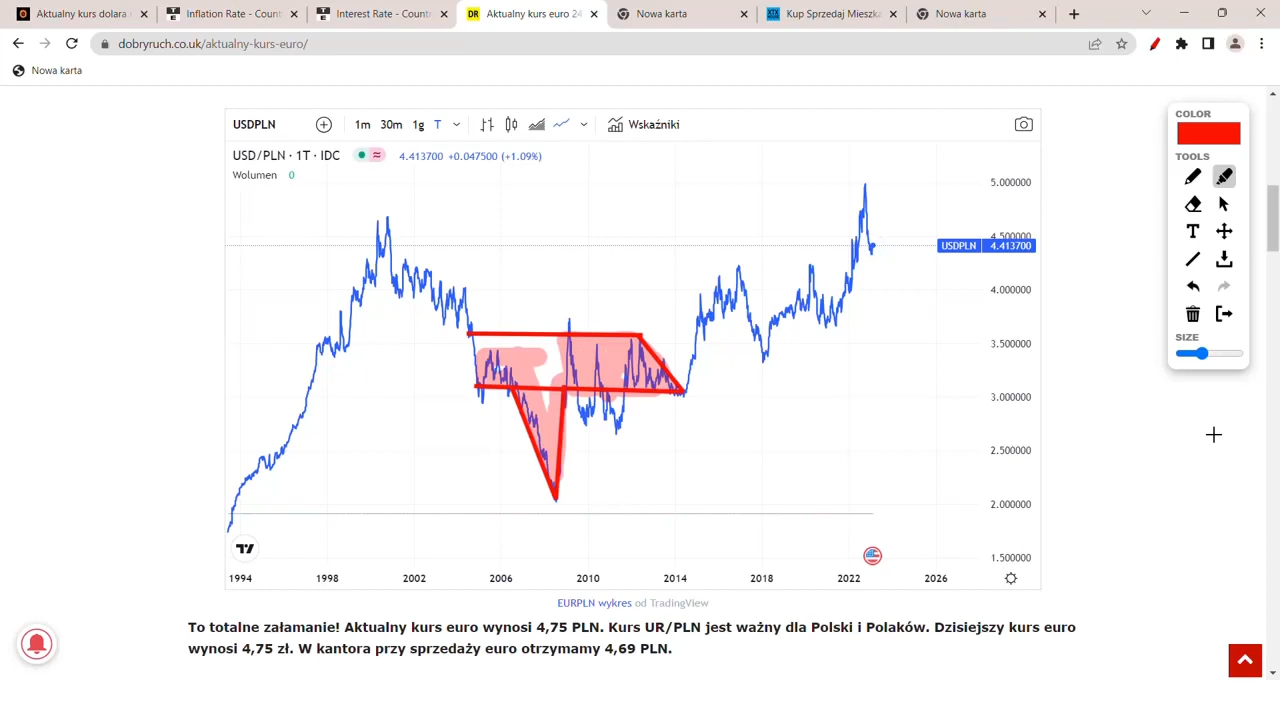 Aktualny kurs dolara
Inflation Rate - Count
Interest Rate - Countr
DR Aktualny kurs euro 24
Nowa karta
XTX Kup Sprzedaj Mieszka
Nowa karta
dobryruch.co.uk/aktualny-kurs-euro/
Nowa karta
COLOR
TOOLS
T
SIZE
USDPLN 1m 30m 1g T Wskaźniki
USD/PLN · 1T · IDC 4.413700 +0.047500 (+1.09%)
Wolumen 0
5.000000
4.500000
USDPLN 4.413700
4.000000
3.500000
3.000000
2.500000
2.000000
1.500000
1994 1998 2002 2006 2010 2014 2018 2022 2026
EURPLN wykres od TradingView
To totalne załamanie! Aktualny kurs euro wynosi 4,75 PLN. Kurs UR/PLN jest ważny dla Polski i Polaków. Dzisiejszy kurs euro
wynosi 4,75 zł. W kantora przy sprzedaży euro otrzymamy 4,69 PLN.